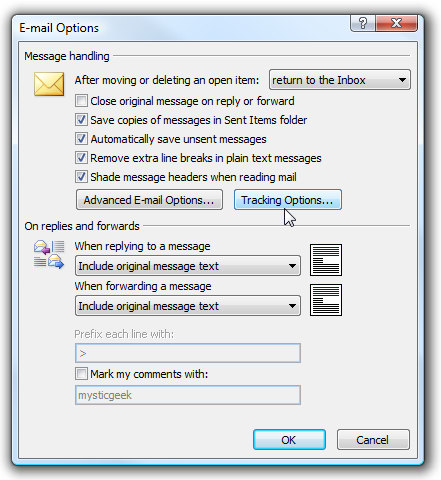 E-mail Options
Message handling
After moving or deleting an open item: return to the Inbox
Close original message on reply or forward
Save copies of messages in Sent Items folder
Automatically save unsent messages
Remove extra line breaks in plain text messages
Shade message headers when reading mail
Advanced E-mail Options... Tracking Options...
On replies and forwards
When replying to a message
Include original message text
When forwarding a message
Include original message text
Prefix each line with:
>
Mark my comments with:
mysticgeek
OK Cancel